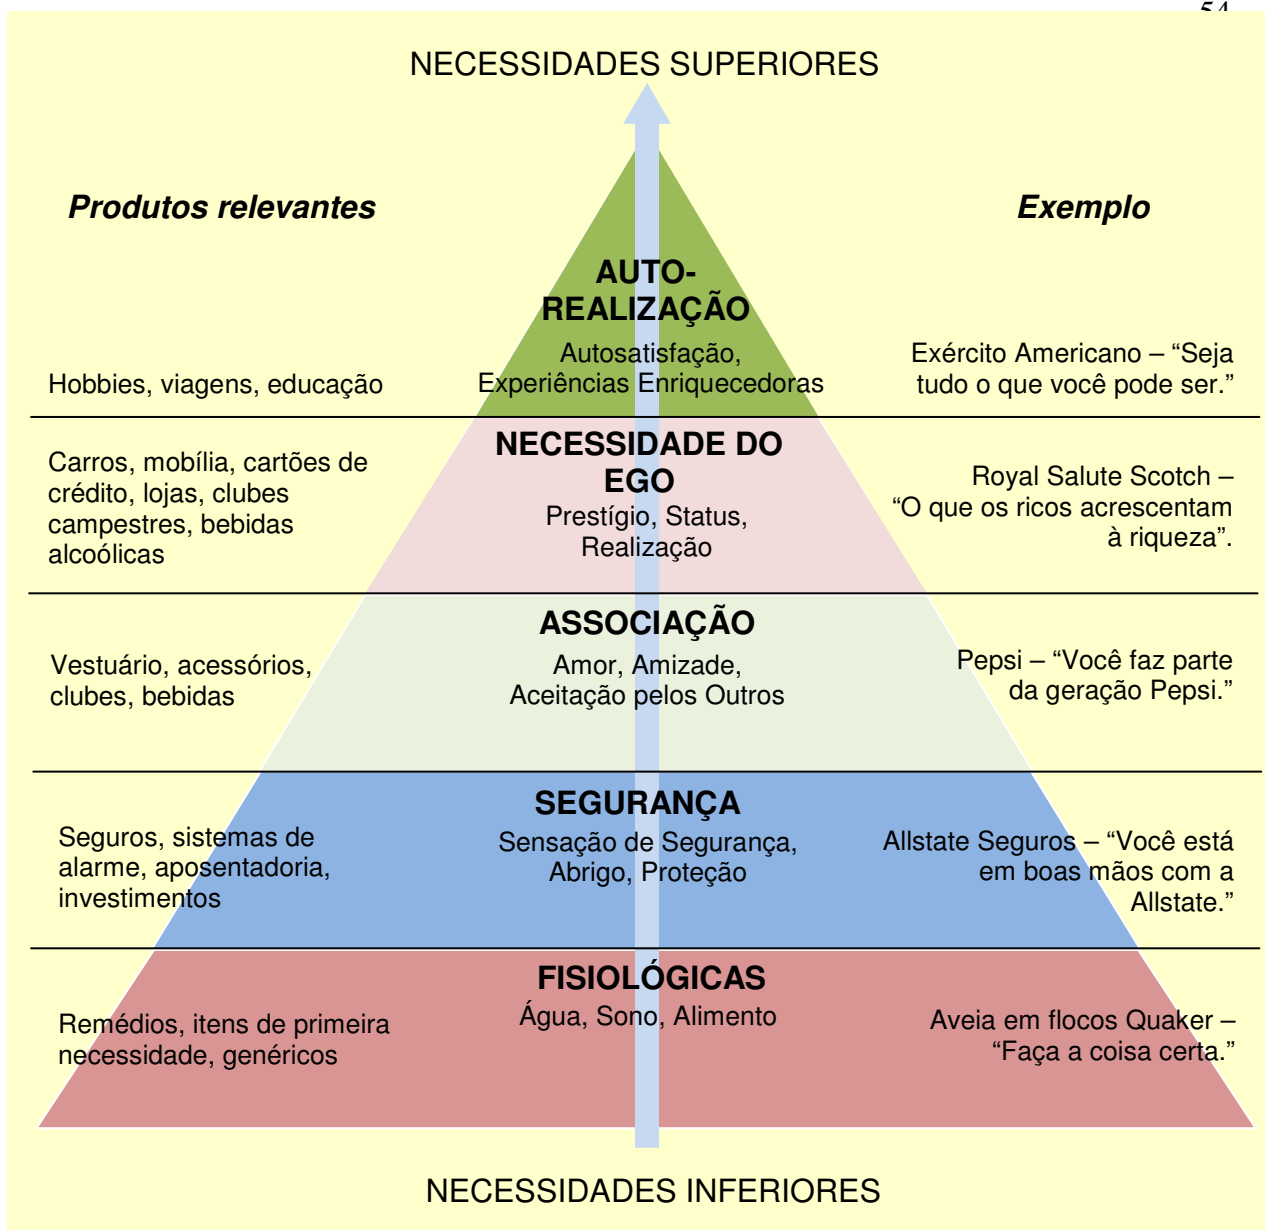 54
NECESSIDADES SUPERIORES
Produtos relevantes
Exemplo
AUTO-
REALIZAÇÃO
Autosatisfação,
Experiências Enriquecedoras
Hobbies, viagens, educação
Exército Americano – “Seja
tudo o que você pode ser.”
NECESSIDADE DO
EGO
Prestígio, Status,
Realização
Carros, mobília, cartões de
crédito, lojas, clubes
campestres, bebidas
alcoólicas
Royal Salute Scotch –
“O que os ricos acrescentam
à riqueza”.
ASSOCIAÇÃO
Amor, Amizade,
Aceitação pelos Outros
Vestuário, acessórios,
clubes, bebidas
Pepsi – “Você faz parte
da geração Pepsi.”
SEGURANÇA
Sensação de Segurança,
Abrigo, Proteção
Seguros, sistemas de
alarme, aposentadoria,
investimentos
Allstate Seguros – “Você está
em boas mãos com a
Allstate.”
FISIOLÓGICAS
Água, Sono, Alimento
Remédios, itens de primeira
necessidade, genéricos
Aveia em flocos Quaker –
“Faça a coisa certa.”
NECESSIDADES INFERIORES